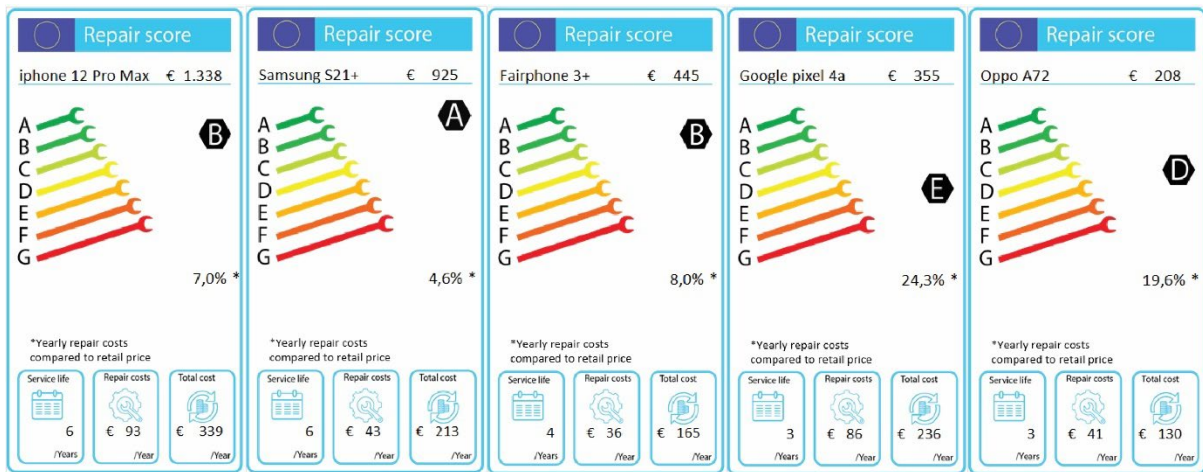 Repair score
iphone 12 Pro Max € 1.338
A
B
C
D
E
F
G
B
7,0% *
*Yearly repair costs
compared to retail price
Service life
6
/Years
Repair costs
€ 93
/Year
Total cost
€ 339
/Year
Repair score
Samsung S21+ € 925
A
B
C
D
E
F
G
A
4,6% *
*Yearly repair costs
compared to retail price
Service life
6
/Years
Repair costs
€ 43
/Year
Total cost
€ 213
/Year
Repair score
Fairphone 3+ € 445
A
B
C
D
E
F
G
B
8,0% *
*Yearly repair costs
compared to retail price
Service life
4
/Years
Repair costs
€ 36
/Year
Total cost
€ 165
/Year
Repair score
Google pixel 4a € 355
A
B
C
D
E
F
G
E
24,3% *
*Yearly repair costs
compared to retail price
Service life
3
/Years
Repair costs
€ 86
/Year
Total cost
€ 236
/Year
Repair score
Oppo A72 € 208
A
B
C
D
E
F
G
D
19,6% *
*Yearly repair costs
compared to retail price
Service life
3
/Years
Repair costs
€ 41
/Year
Total cost
€ 130
/Year